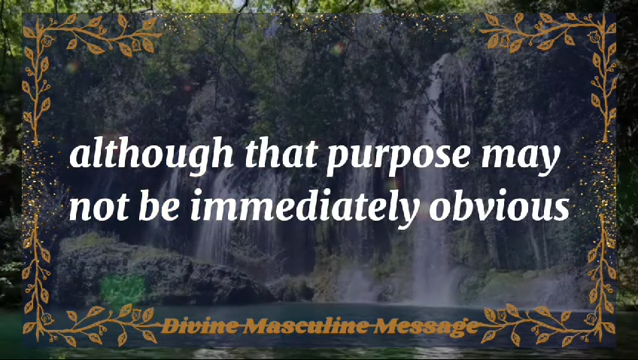 although that purpose may
not be immediately obvious
Divine Masculine Message